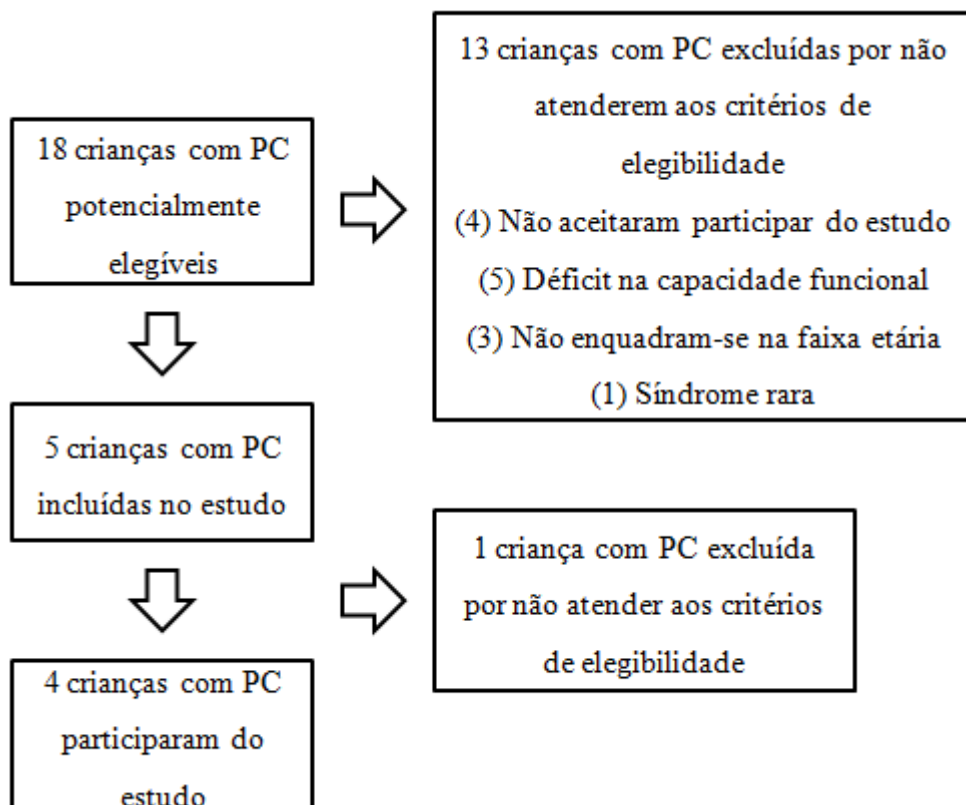 18 crianças com PC
potencialmente
elegíveis
13 crianças com PC excluídas por não
atenderem aos critérios de
elegibilidade
(4) Não aceitaram participar do estudo
(5) Déficit na capacidade funcional
(3) Não enquadram-se na faixa etária
(1) Síndrome rara
5 crianças com PC
incluídas no estudo
1 criança com PC excluída
por não atender aos critérios
de elegibilidade
4 crianças com PC
participaram do
estudo